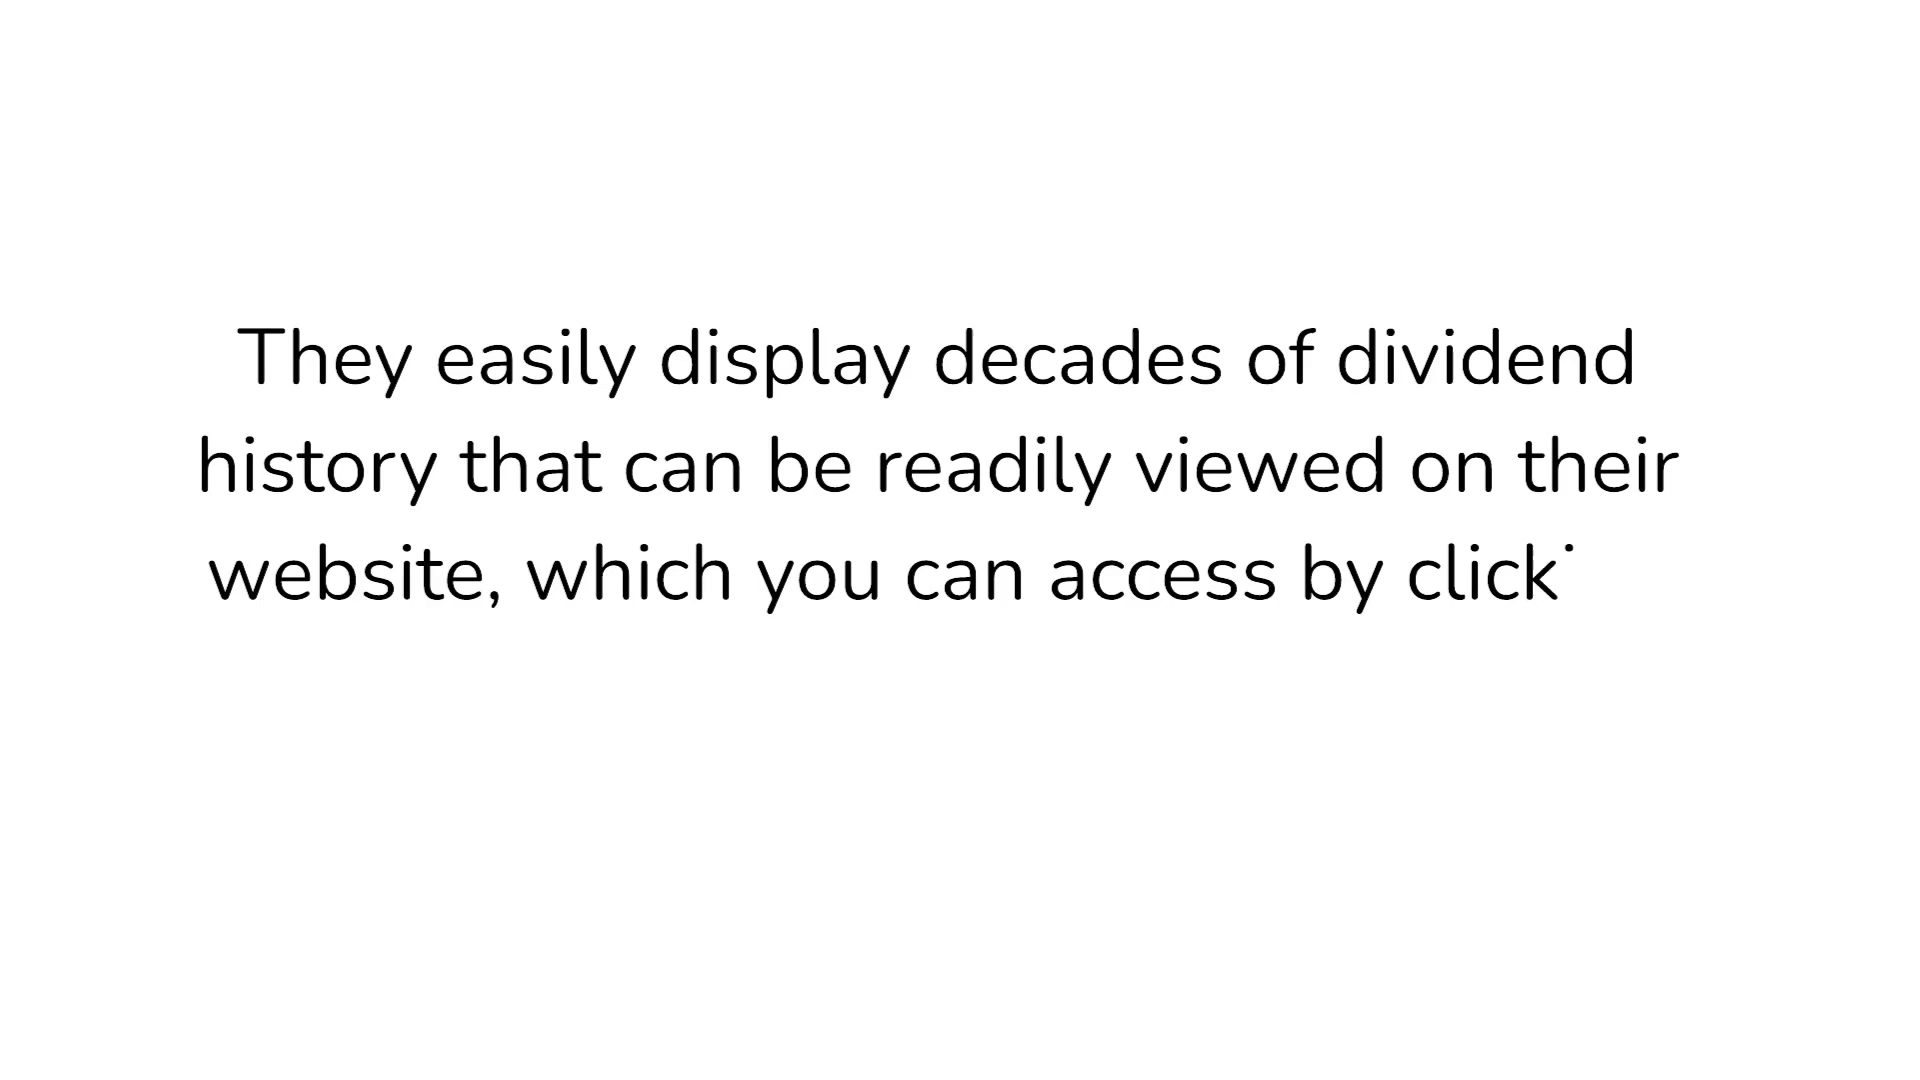 They easily display decades of dividend
history that can be readily viewed on their
website, which you can access by click